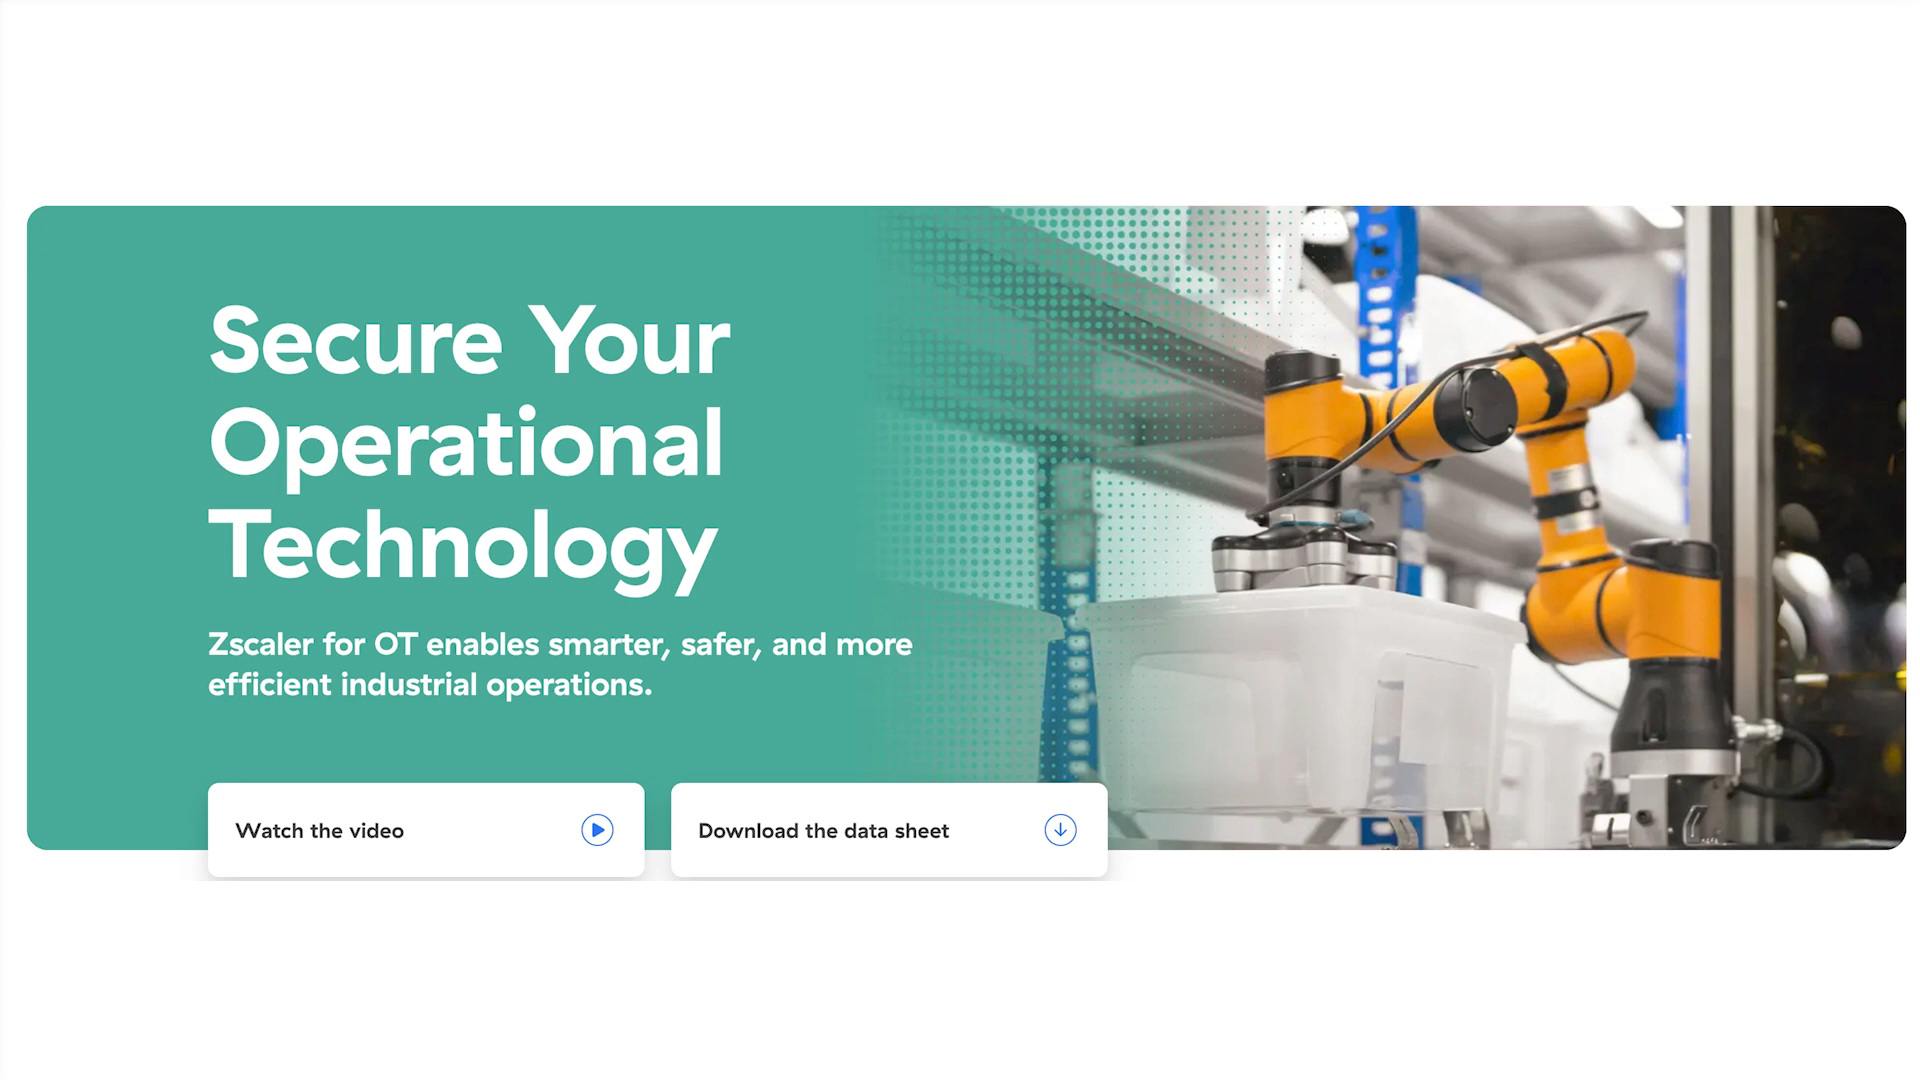 Secure Your
Operational
Technology
Zscaler for OT enables smarter, safer, and more
efficient industrial operations.
Watch the video
Download the data sheet